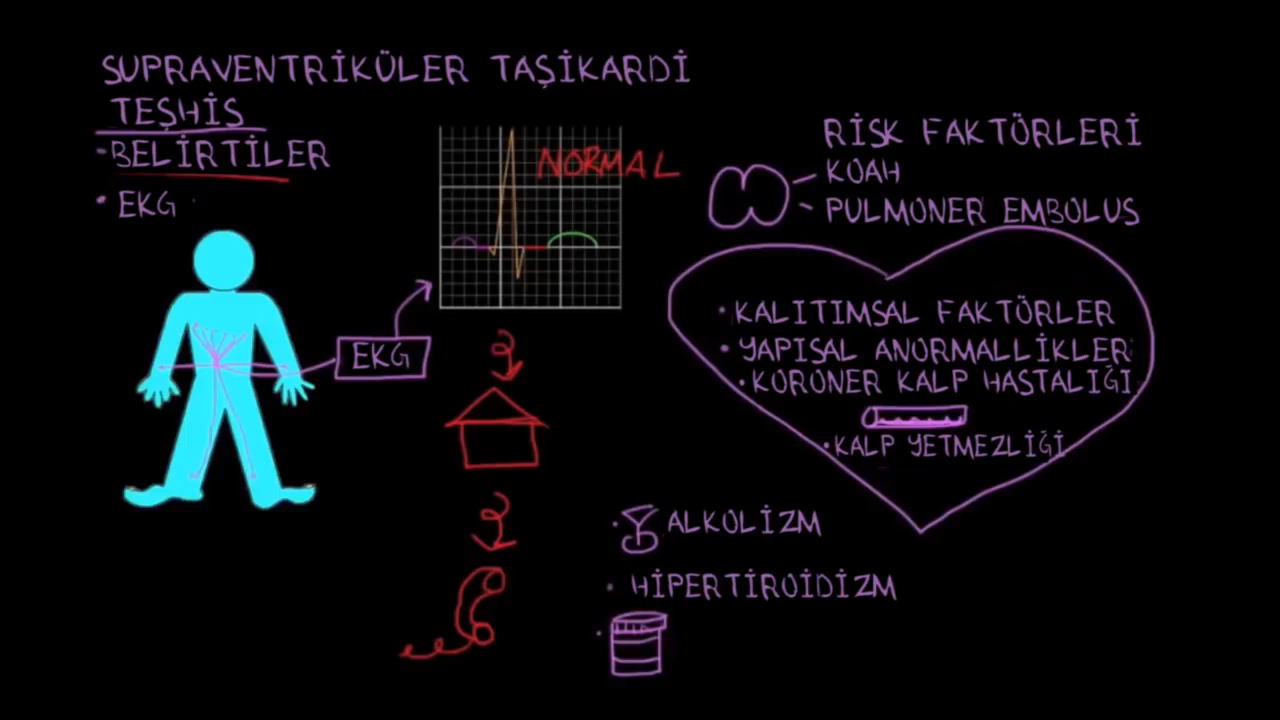 SUPRAVENTRİKÜLER TAŞİKARDİ
TEŞHİS
• BELİRTİLER
• EKG
EKG
NORMAL
RİSK FAKTÖRLERİ
KOAH
PULMONER EMBOLUS
• KALITIMSAL FAKTÖRLER
• YAPISAL ANORMALLİKLER
• KORONER KALP HASTALIĞI
• KALP YETMEZLİĞİ
• ALKOLİZM
• HİPERTİROİDİZM